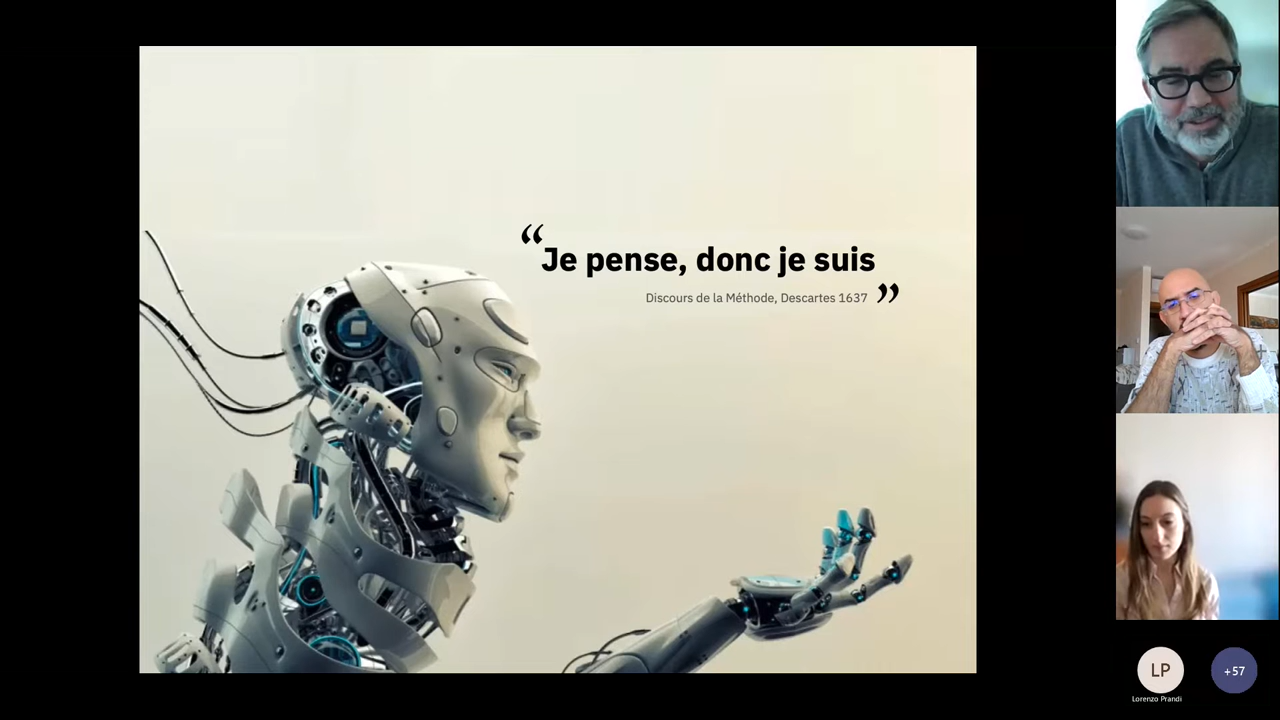 “Je pense, donc je suis
Discours de la Méthode, Descartes 1637 ”
LP
+57
Lorenzo Prandi